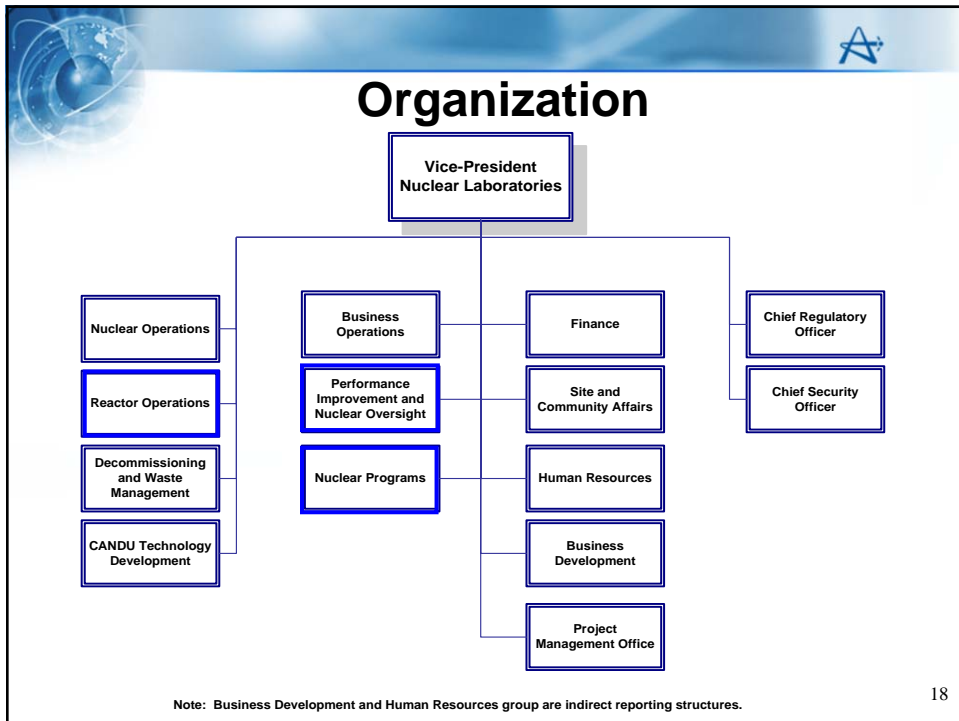 Organization
Vice-President
Nuclear Laboratories
Nuclear Operations
Reactor Operations
Decommissioning
and Waste
Management
CANDU Technology
Development
Business
Operations
Performance
Improvement and
Nuclear Oversight
Nuclear Programs
Finance
Site and
Community Affairs
Human Resources
Business
Development
Project
Management Office
Chief Regulatory
Officer
Chief Security
Officer
Note: Business Development and Human Resources group are indirect reporting structures.
18